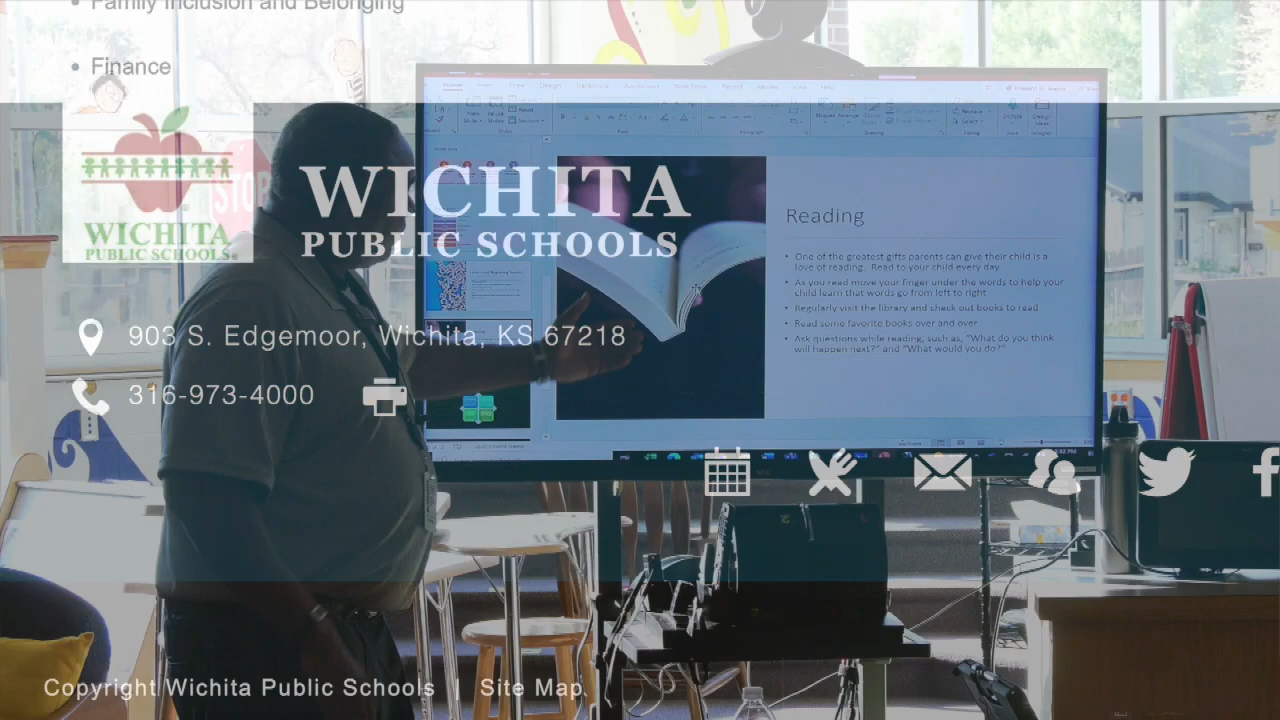 Family Inclusion and Belonging
Finance
STOP
WICHITA
PUBLIC SCHOOLS
WICHITA
PUBLIC SCHOOLS
Reading
One of the greatest gifts parents can give their child is a
love of reading. Read to your child every day
As you read move your finger under the words to help your
child learn that words go from left to right
Regularly visit the library and check out books to read
Read some favorite books over and over
Ask questions while reading, such as, "What do you think
will happen next?" and "What would you do?"
903 S. Edgemoor, Wichita, KS 67218
316-973-4000
Copyright Wichita Public Schools | Site Map